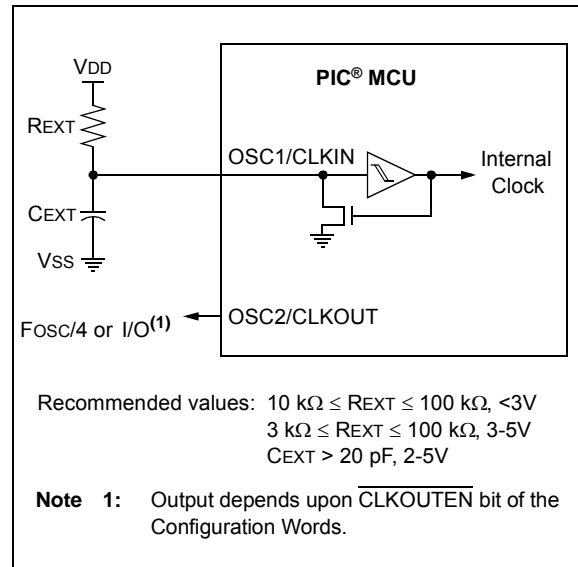 VDD
PIC® MCU
REXT
OSC1/CLKIN
Internal
Clock
CEXT
VSS
OSC2/CLKOUT
FOSC/4 or I/O(1)
Recommended values: 10 kΩ ≤ REXT ≤ 100 kΩ, <3V
3 kΩ ≤ REXT ≤ 100 kΩ, 3-5V
CEXT > 20 pF, 2-5V
Note 1: Output depends upon C̅L̅K̅O̅U̅T̅E̅N̅ bit of the
Configuration Words.